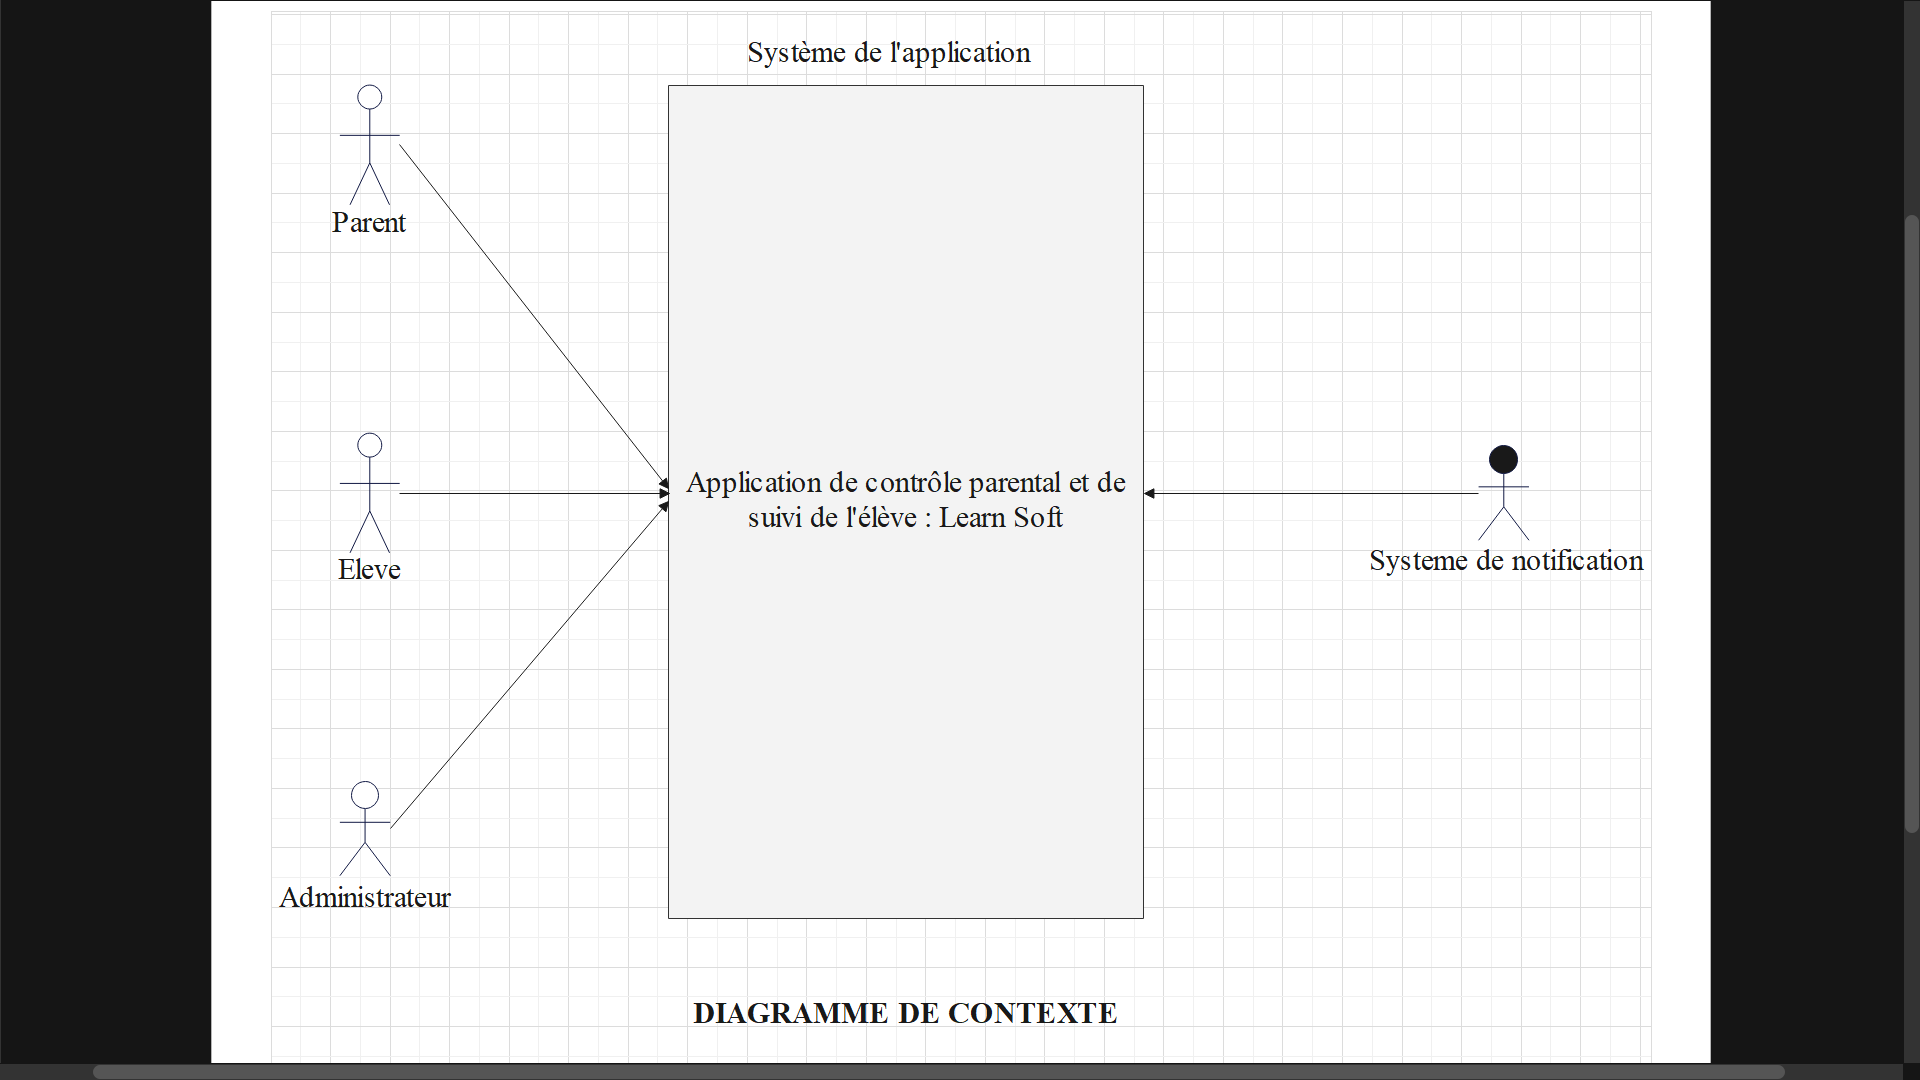 Système de l'application
Parent
Application de contrôle parental et de
suivi de l'élève : Learn Soft
Eleve
Systeme de notification
Administrateur
DIAGRAMME DE CONTEXTE